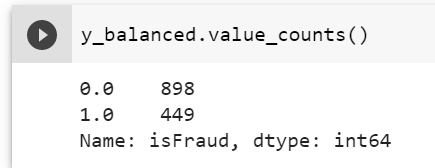 y_balanced.value_counts()
0.0    898
1.0    449
Name: isFraud, dtype: int64